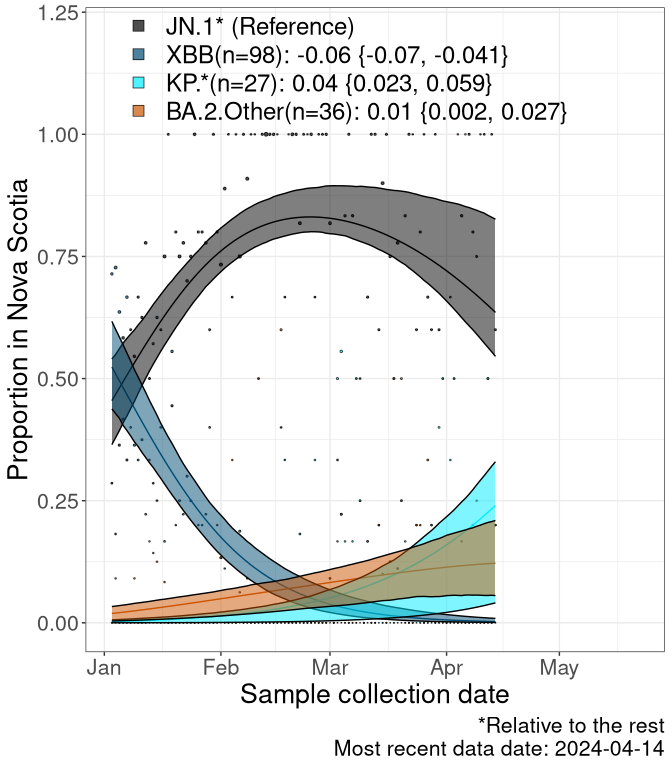 JN.1* (Reference)
XBB(n=98): -0.06 {-0.07, -0.041}
KP.*(n=27): 0.04 {0.023, 0.059}
BA.2.Other(n=36): 0.01 {0.002, 0.027}
1.25
1.00
0.75
0.50
0.25
0.00
Proportion in Nova Scotia
Jan Feb Mar Apr May
Sample collection date
*Relative to the rest
Most recent data date: 2024-04-14